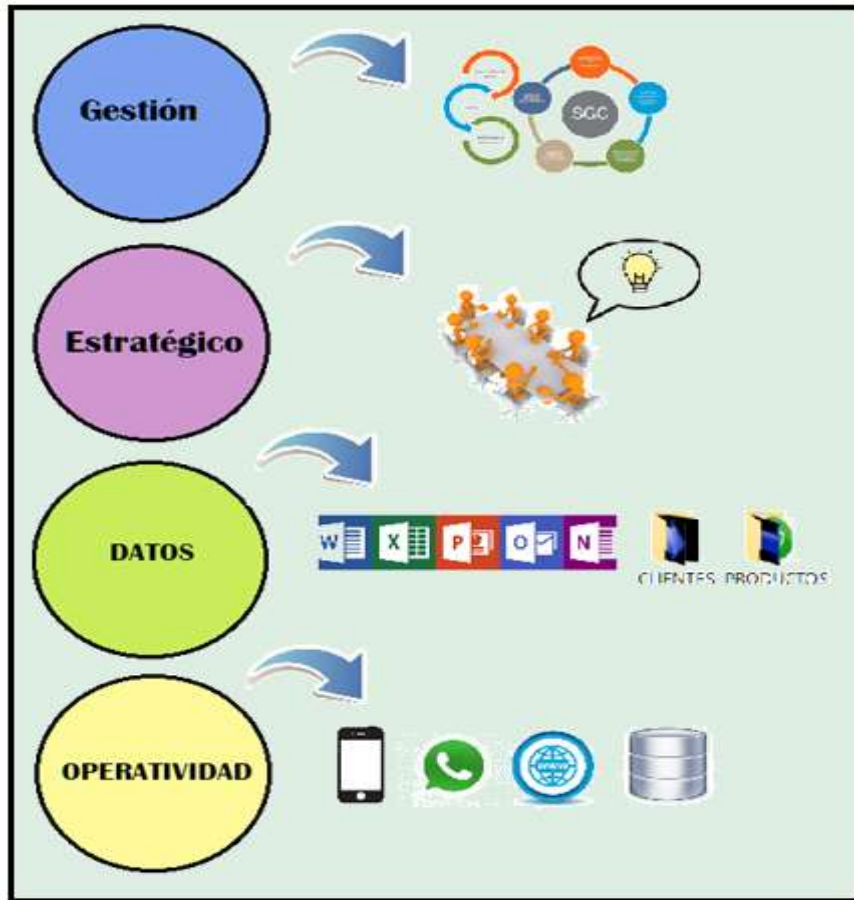 Gestión
SGC
Estratégico
DATOS
W X P O N
CLIENTES PRODUCTOS
OPERATIVIDAD